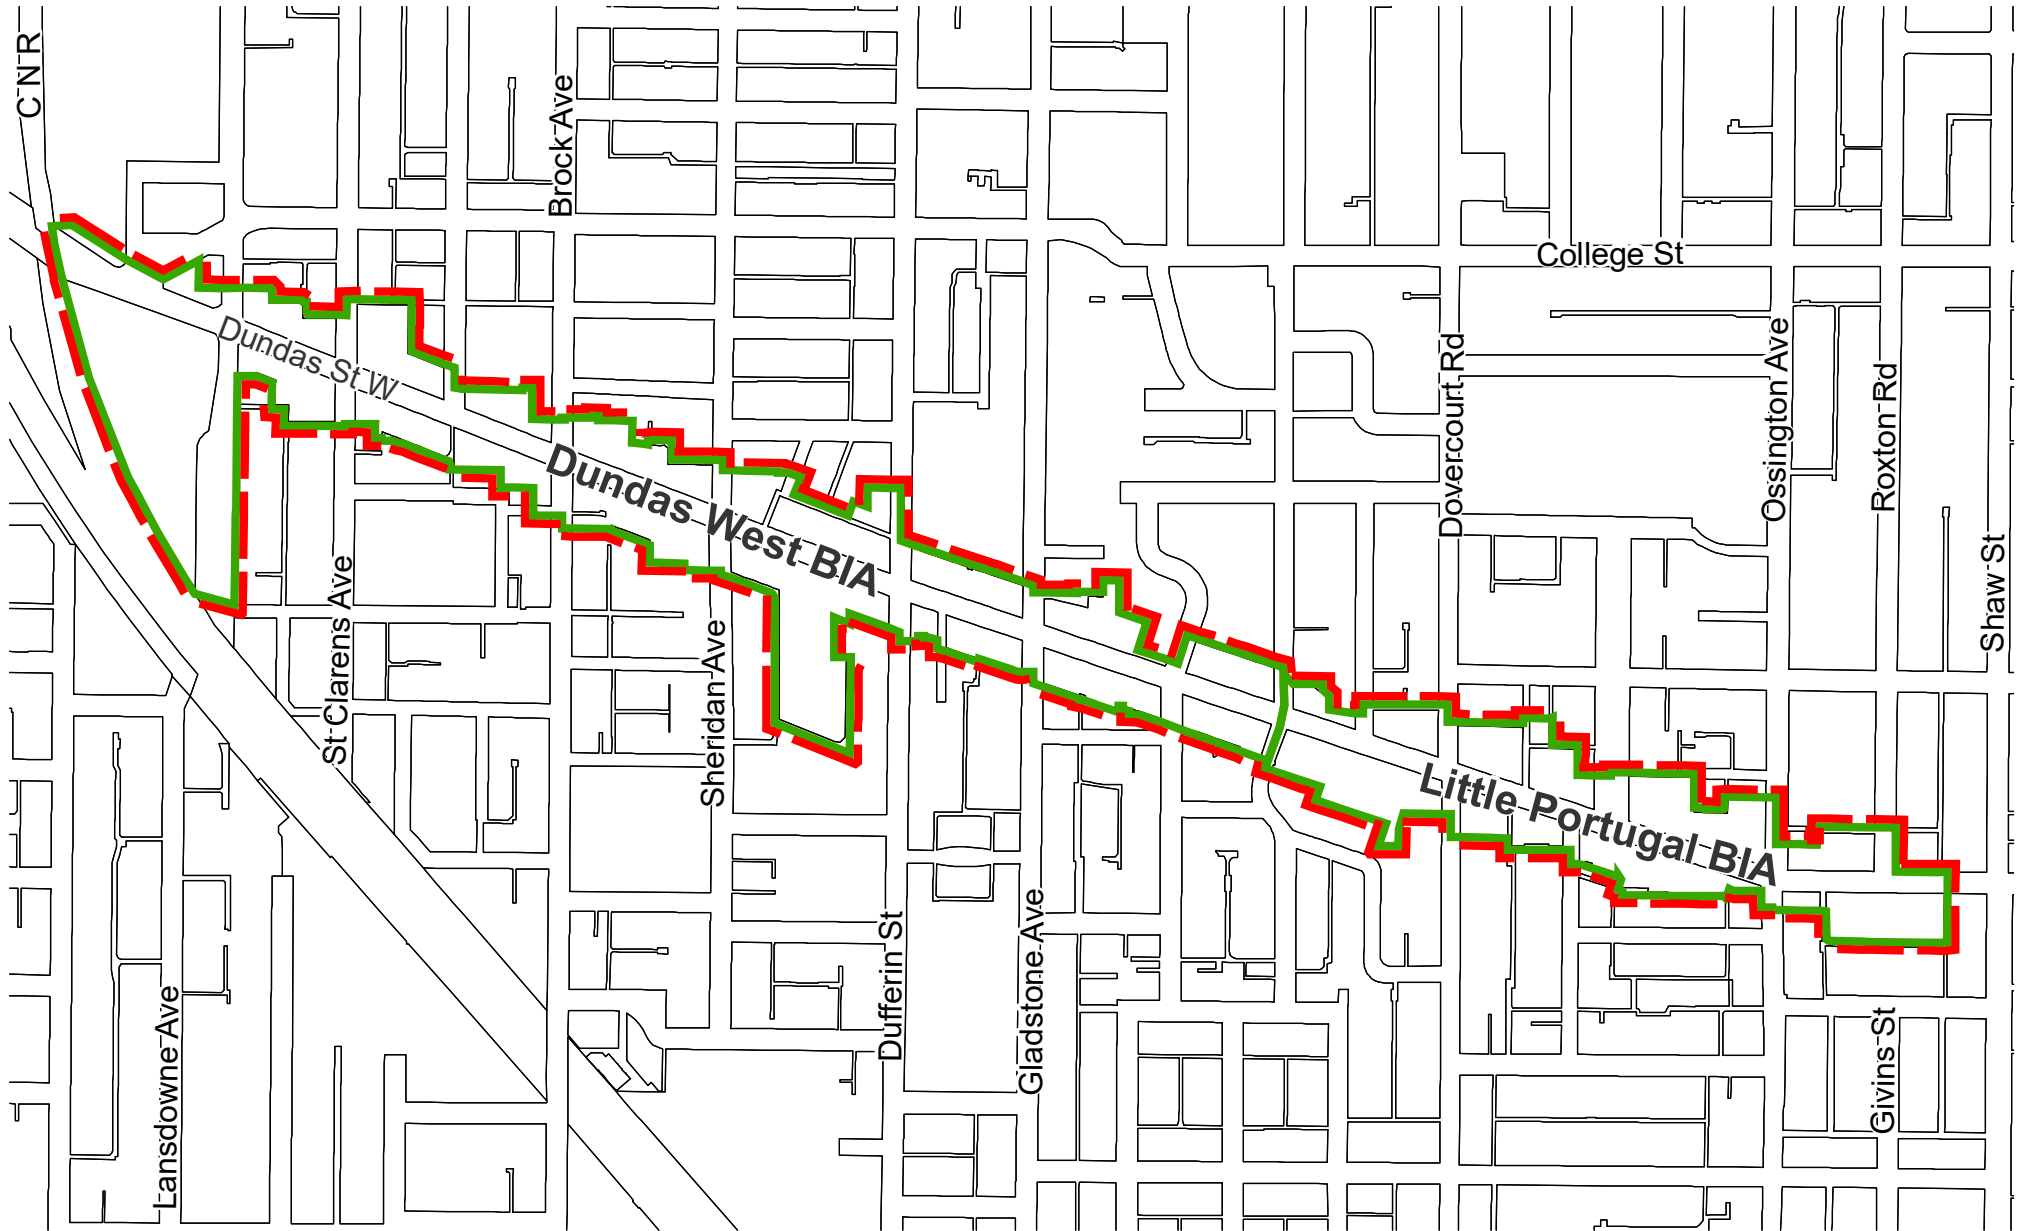 C N R
Brock Ave
College St
Dundas St W
Dovercourt Rd
Ossington Ave
Roxton Rd
Dundas West BIA
Shaw St
St Clarens Ave
Sheridan Ave
Little Portugal BIA
Dufferin St
Gladstone Ave
Lansdowne Ave
Givins St